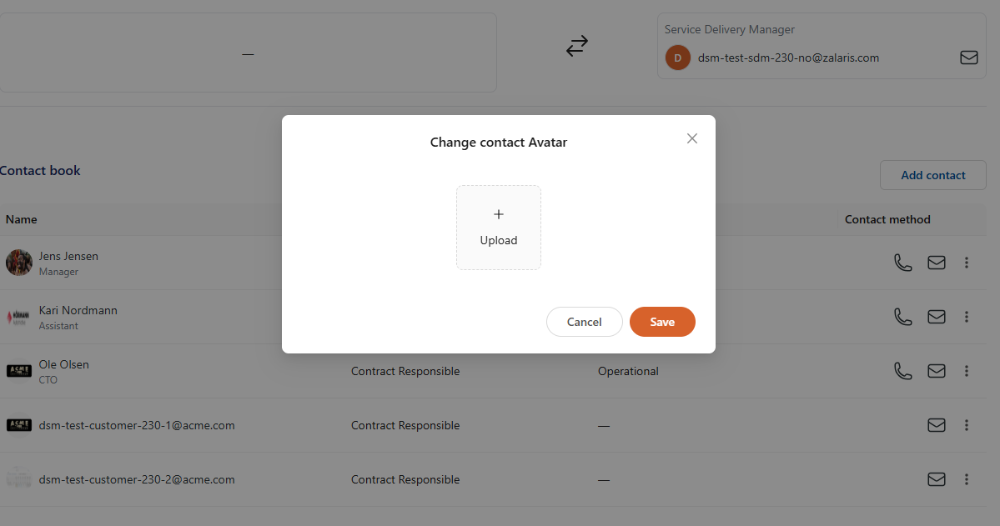 —
Service Delivery Manager
D
dsm-test-sdm-230-no@zalaris.com
Change contact Avatar
Contact book
Add contact
+
Upload
Name
Contact method
Jens Jensen
Manager
Kari Nordmann
Assistant
Cancel
Save
Ole Olsen
CTO
Contract Responsible
Operational
ACME
dsm-test-customer-230-1@acme.com
Contract Responsible
—
ACME
dsm-test-customer-230-2@acme.com
Contract Responsible
—